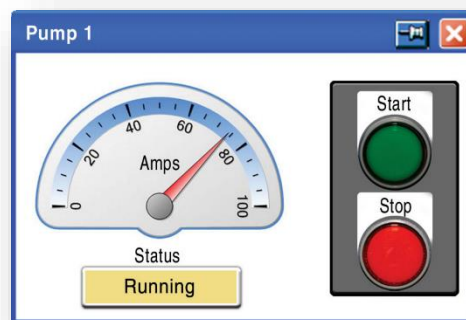 Pump 1
0
20
40
60
80
100
Amps
Status
Running
Start
Stop